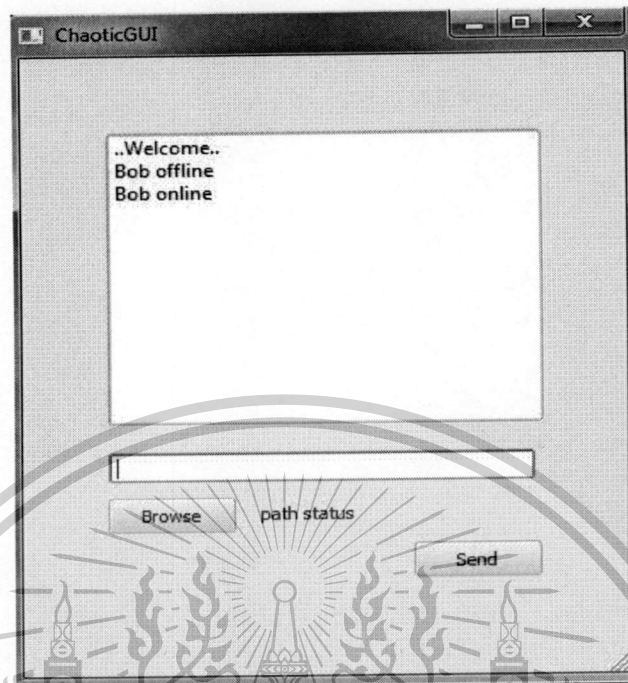 ChaoticGUI
..Welcome..
Bob offline
Bob online
Browse
path status
Send